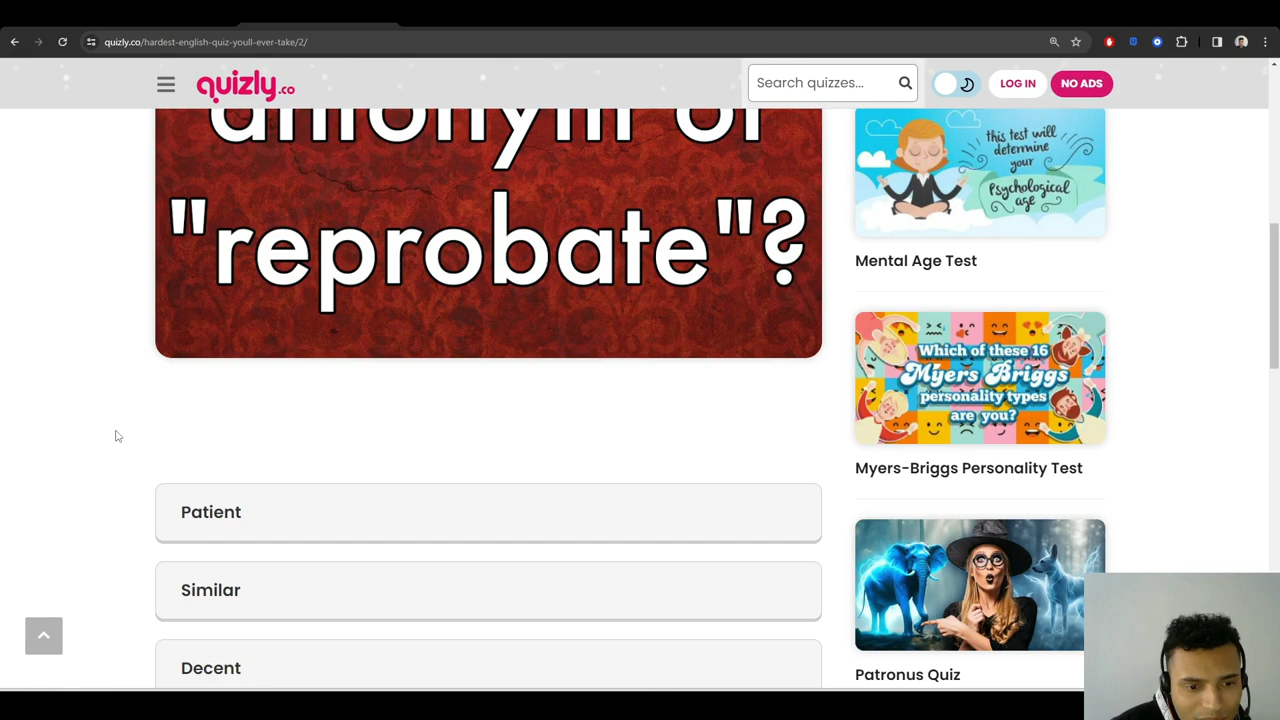 quizly.co/hardest-english-quiz-youll-ever-take/2/
quizly.co
Search quizzes...
LOG IN
NO ADS
antonym of
"reprobate"?
Patient
Similar
Decent
this test will
determine
your
Psychological
age
Mental Age Test
Which of these 16
Myers Briggs
personality types
are you?
Myers-Briggs Personality Test
Patronus Quiz